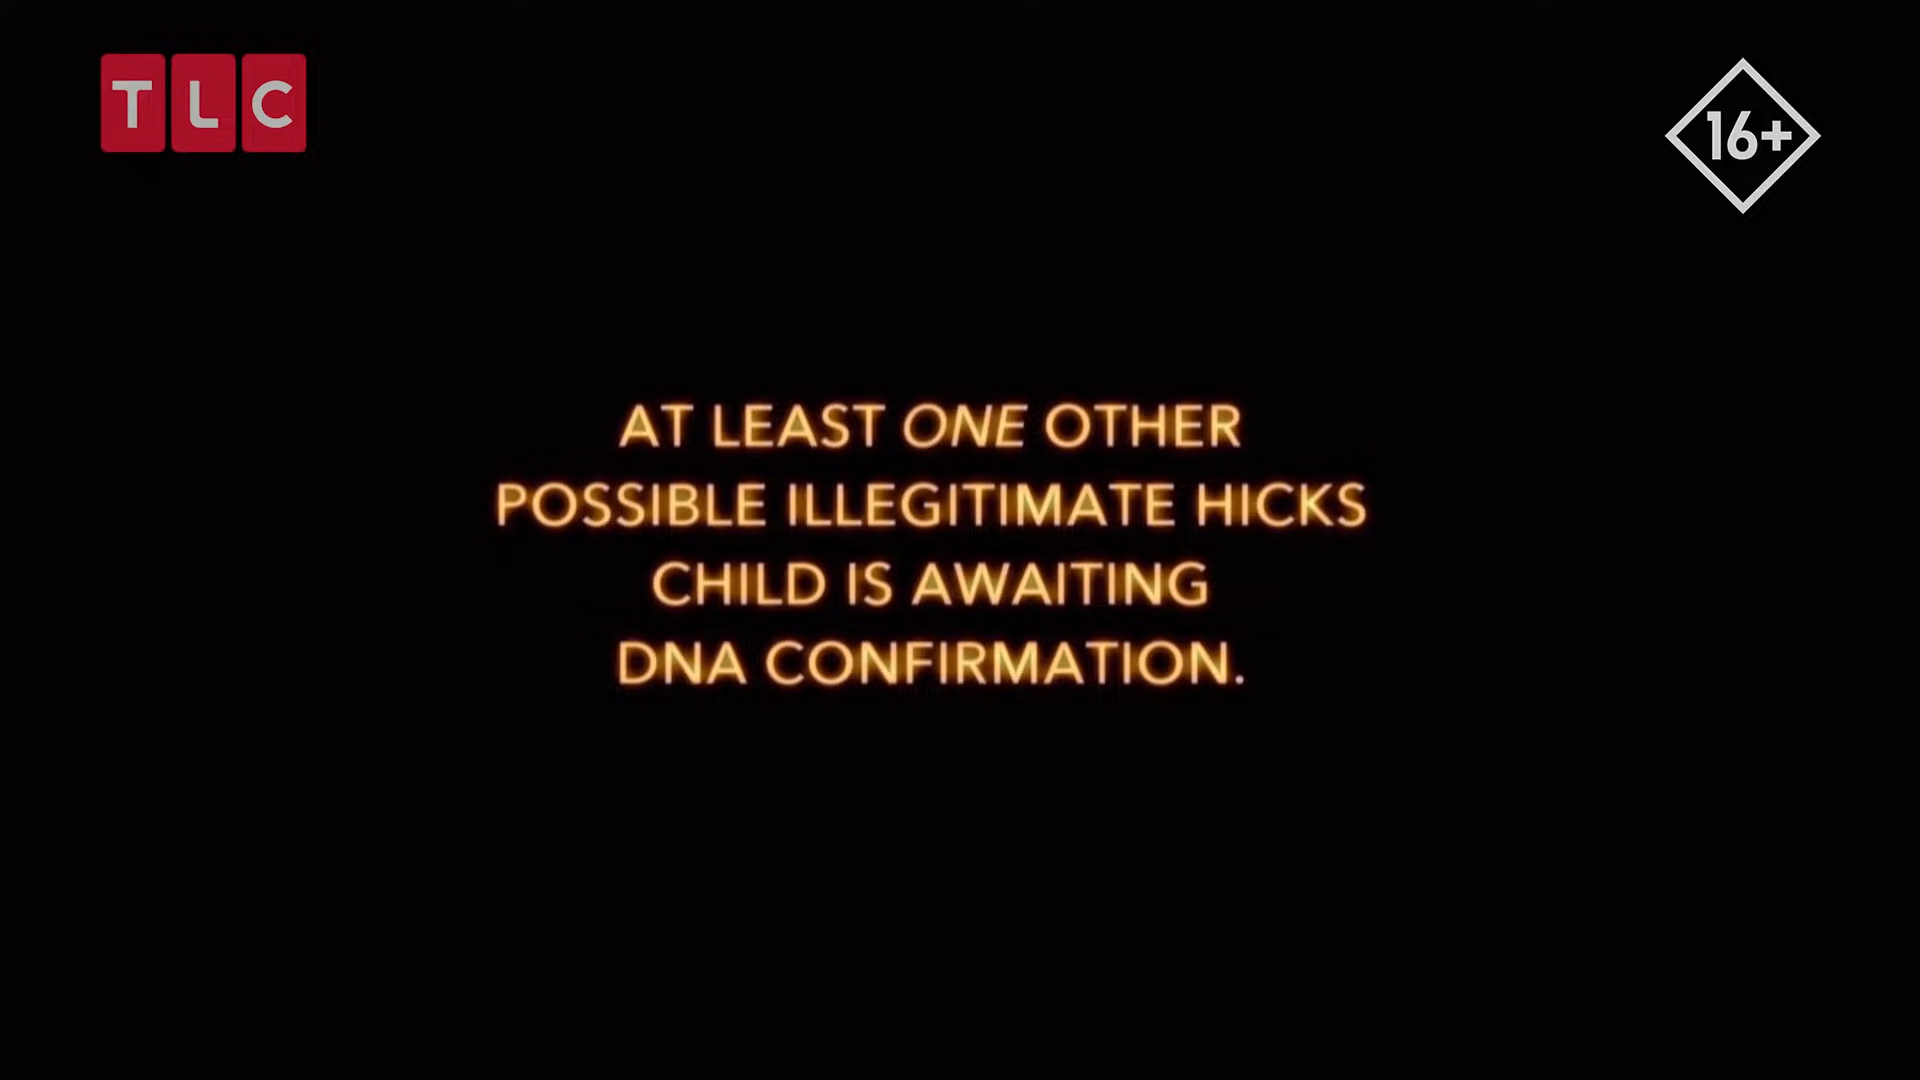 TLC
16+
AT LEAST ONE OTHER
POSSIBLE ILLEGITIMATE HICKS
CHILD IS AWAITING
DNA CONFIRMATION.